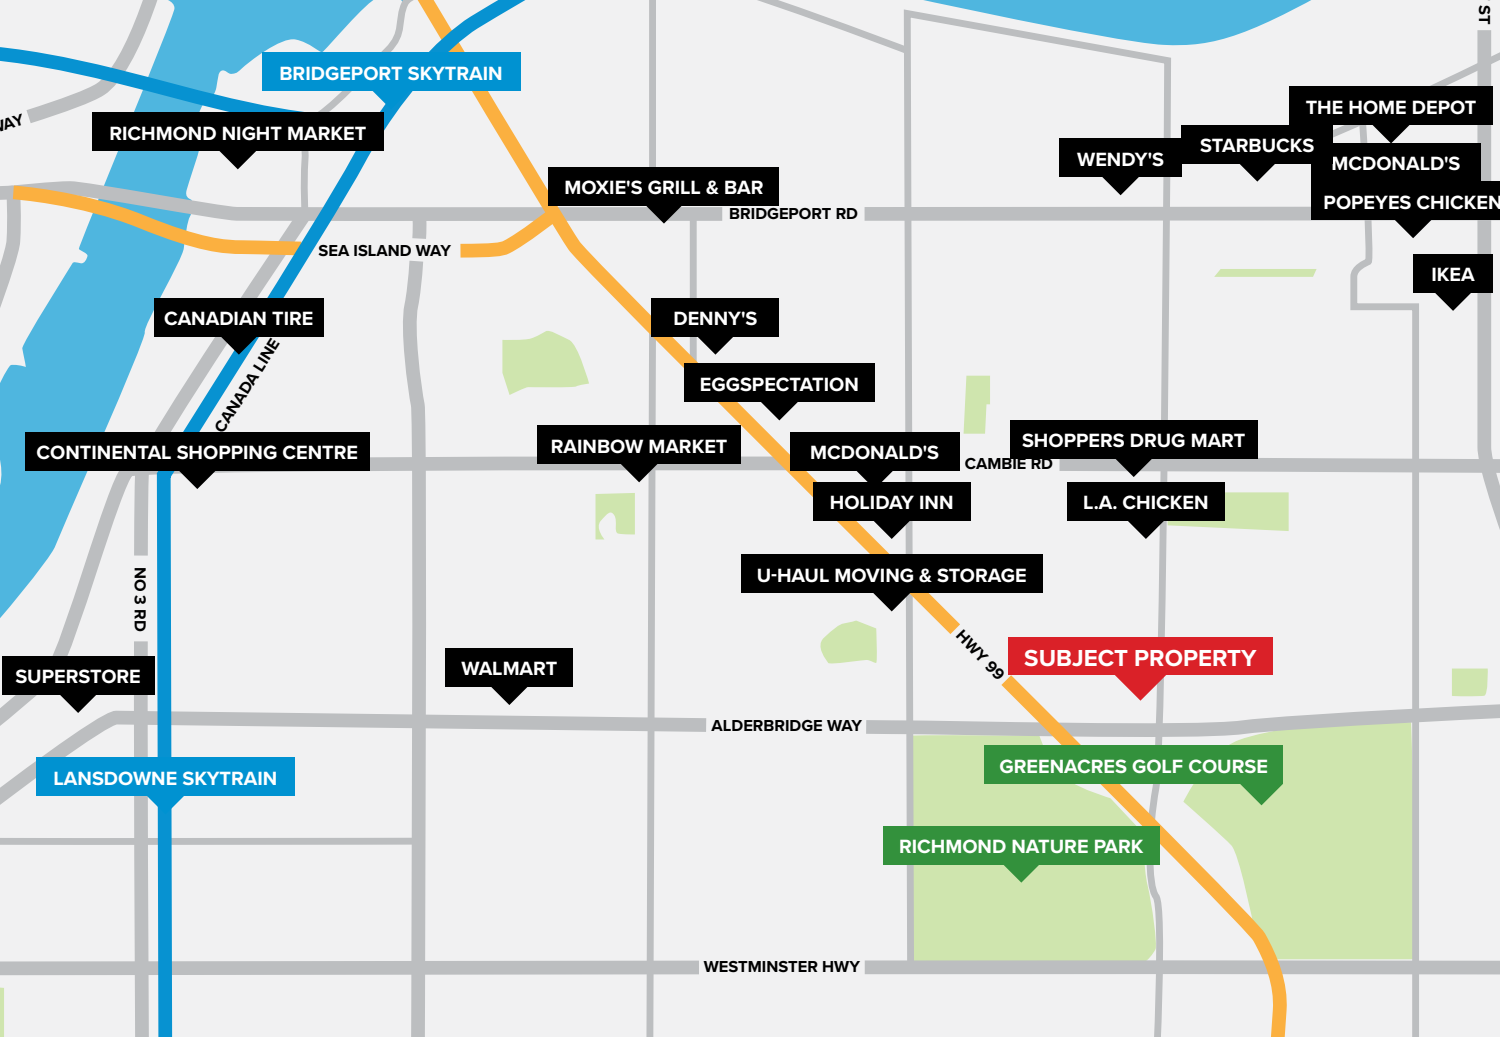 ST
BRIDGEPORT SKYTRAIN
THE HOME DEPOT
WAY
RICHMOND NIGHT MARKET
STARBUCKS
WENDY'S
MCDONALD'S
MOXIE'S GRILL & BAR
POPEYES CHICKEN
BRIDGEPORT RD
SEA ISLAND WAY
IKEA
CANADIAN TIRE
DENNY'S
CANADA LINE
EGGSPECTATION
SHOPPERS DRUG MART
RAINBOW MARKET
CONTINENTAL SHOPPING CENTRE
MCDONALD'S
CAMBIE RD
HOLIDAY INN
L.A. CHICKEN
U-HAUL MOVING & STORAGE
NO 3 RD
HWY 99
SUBJECT PROPERTY
WALMART
SUPERSTORE
ALDERBRIDGE WAY
GREENACRES GOLF COURSE
LANSDOWNE SKYTRAIN
RICHMOND NATURE PARK
WESTMINSTER HWY